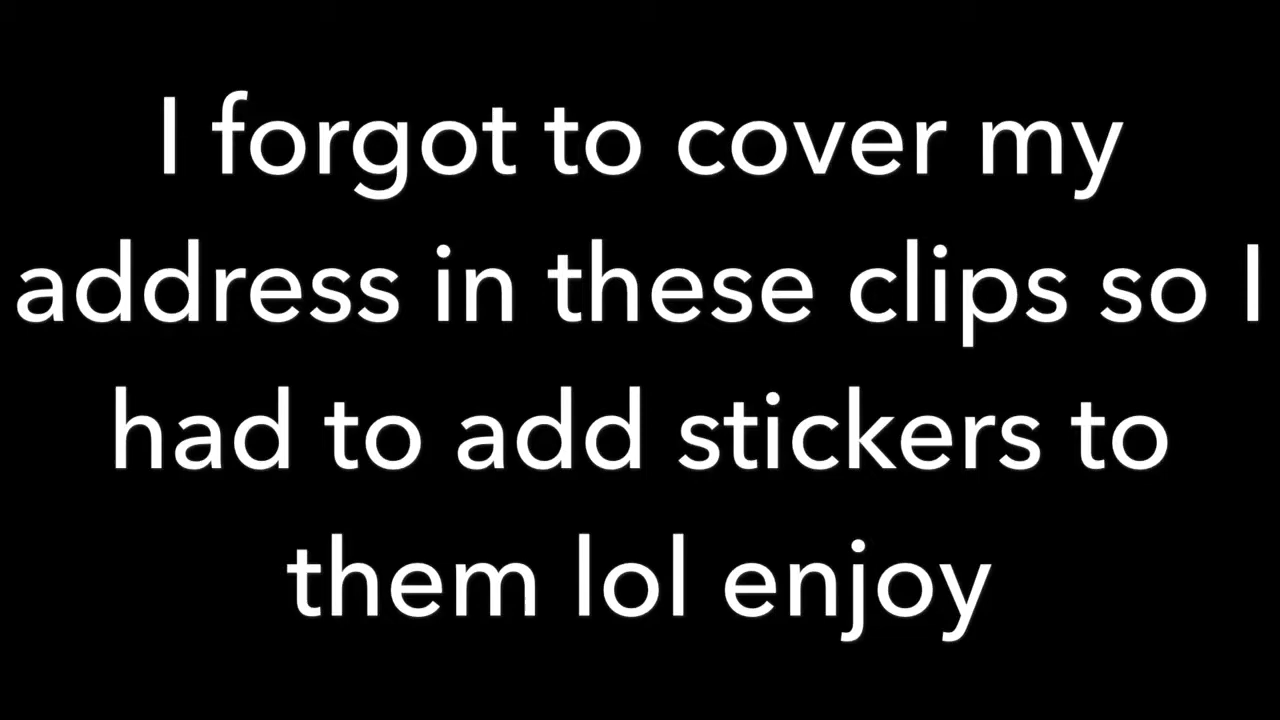 I forgot to cover my
address in these clips so I
had to add stickers to
them lol enjoy